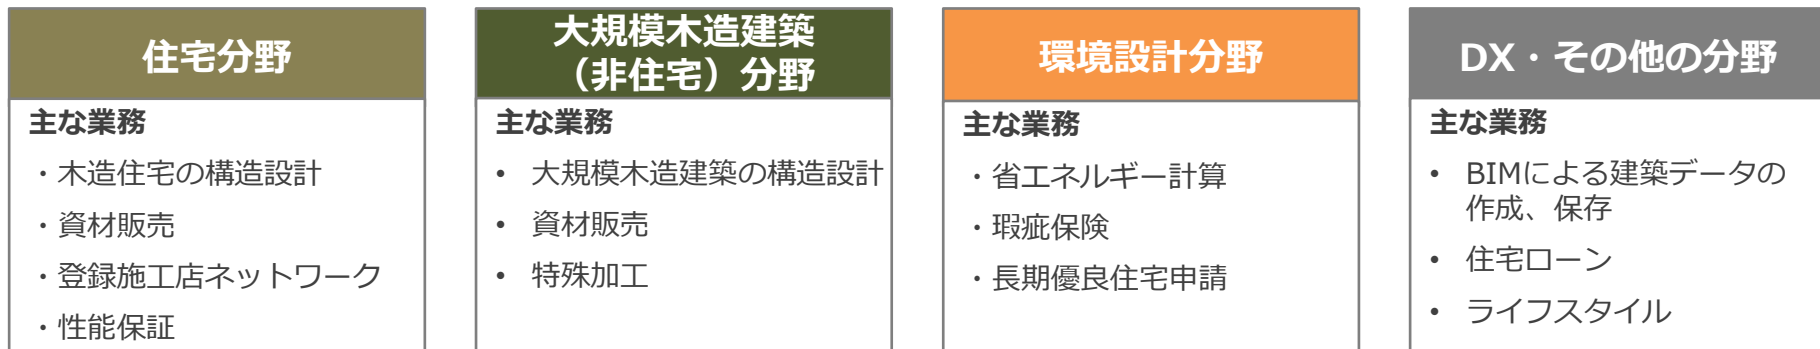 住宅分野
主な業務
・木造住宅の構造設計
・資材販売
・登録施工店ネットワーク
・性能保証
大規模木造建築
（非住宅）分野
主な業務
• 大規模木造建築の構造設計
• 資材販売
• 特殊加工
環境設計分野
主な業務
・省エネルギー計算
・瑕疵保険
・長期優良住宅申請
DX・その他の分野
主な業務
• BIMによる建築データの
作成、保存
• 住宅ローン
• ライフスタイル